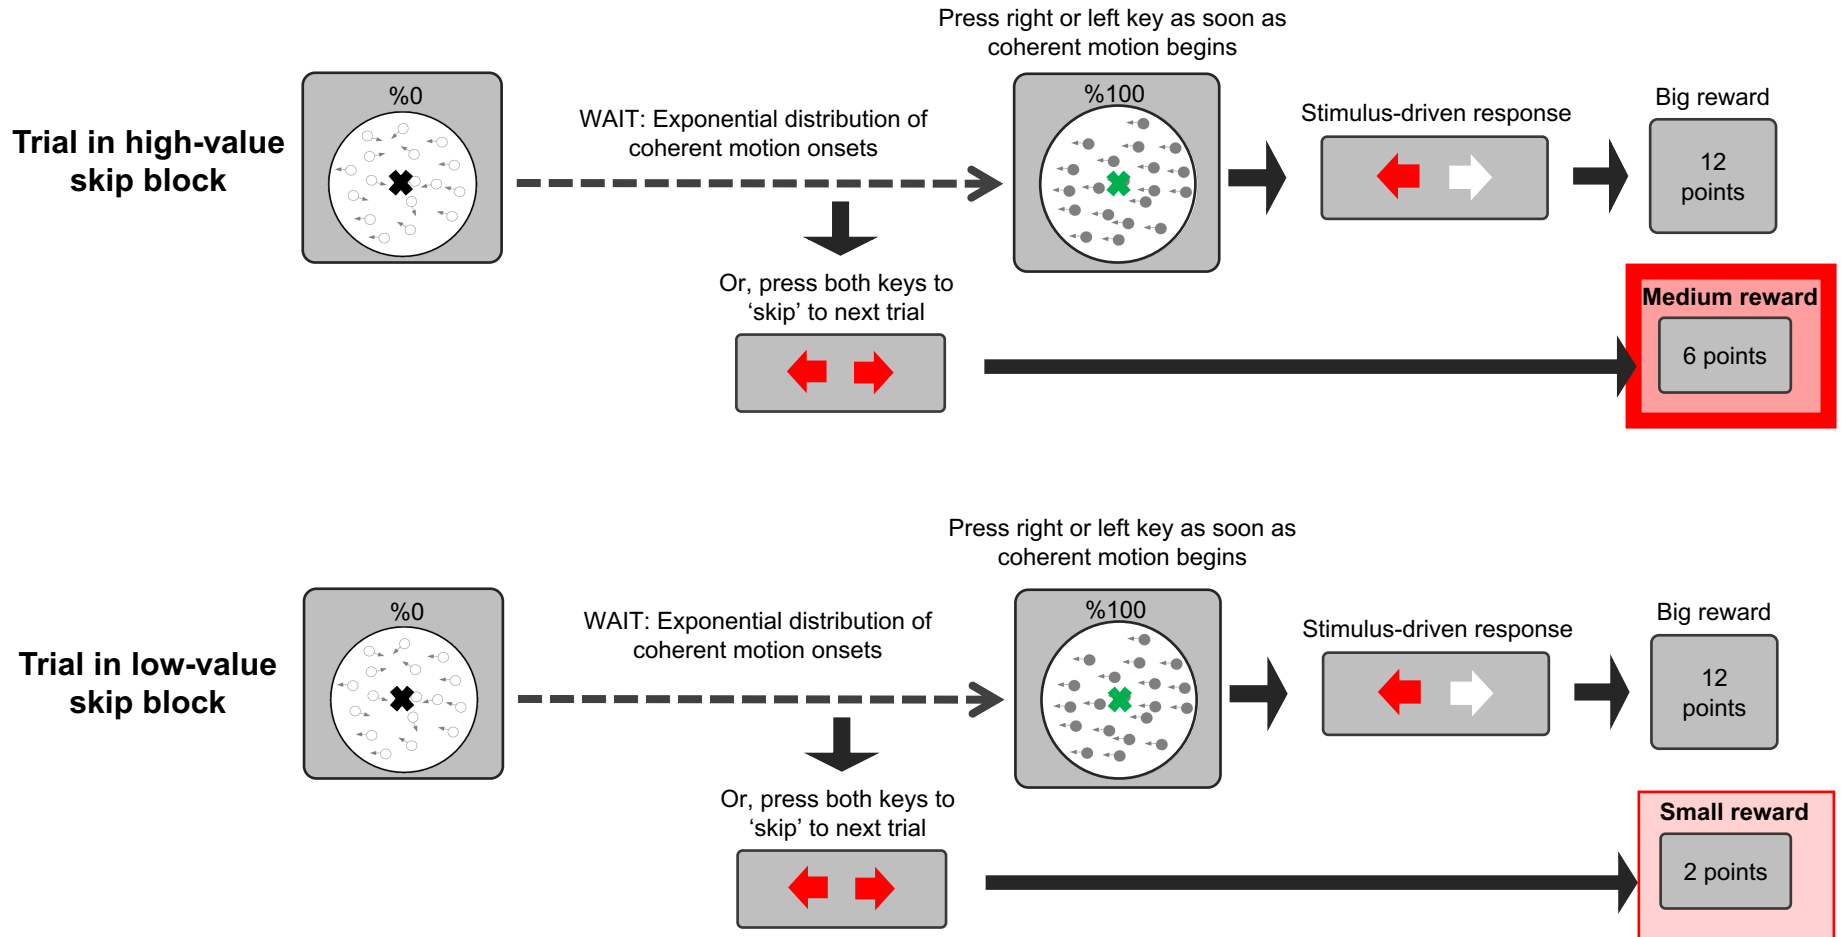 Press right or left key as soon as
coherent motion begins
%0
%100
Trial in high-value
skip block
WAIT: Exponential distribution of
coherent motion onsets
Stimulus-driven response
Big reward
12
points
Or, press both keys to
‘skip’ to next trial
Medium reward
6 points
Press right or left key as soon as
coherent motion begins
%0
%100
Trial in low-value
skip block
WAIT: Exponential distribution of
coherent motion onsets
Stimulus-driven response
Big reward
12
points
Or, press both keys to
‘skip’ to next trial
Small reward
2 points